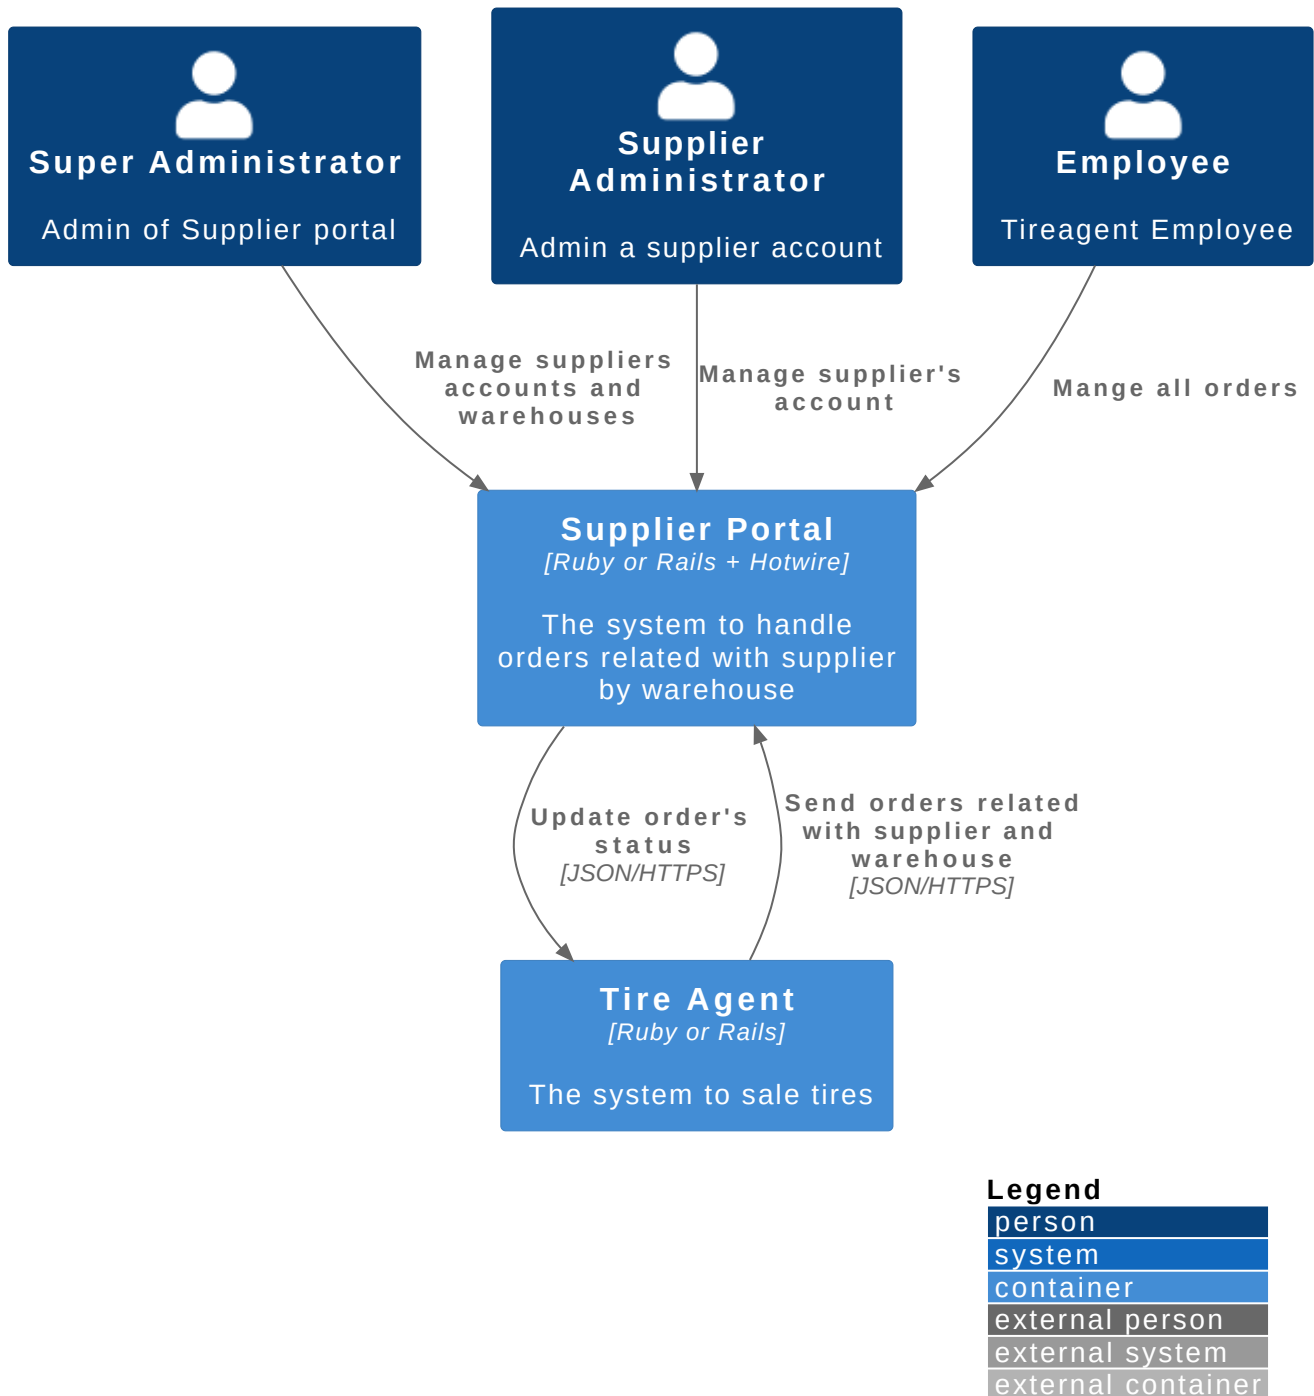 Super Administrator
Admin of Supplier portal
Supplier
Administrator
Admin a supplier account
Employee
Tireagent Employee
Manage suppliers
accounts and
warehouses
Manage supplier's
account
Mange all orders
Supplier Portal
[Ruby or Rails + Hotwire]
The system to handle
orders related with supplier
by warehouse
Update order's
status
[JSON/HTTPS]
Send orders related
with supplier and
warehouse
[JSON/HTTPS]
Tire Agent
[Ruby or Rails]
The system to sale tires
Legend
person
system
container
external person
external system
external container